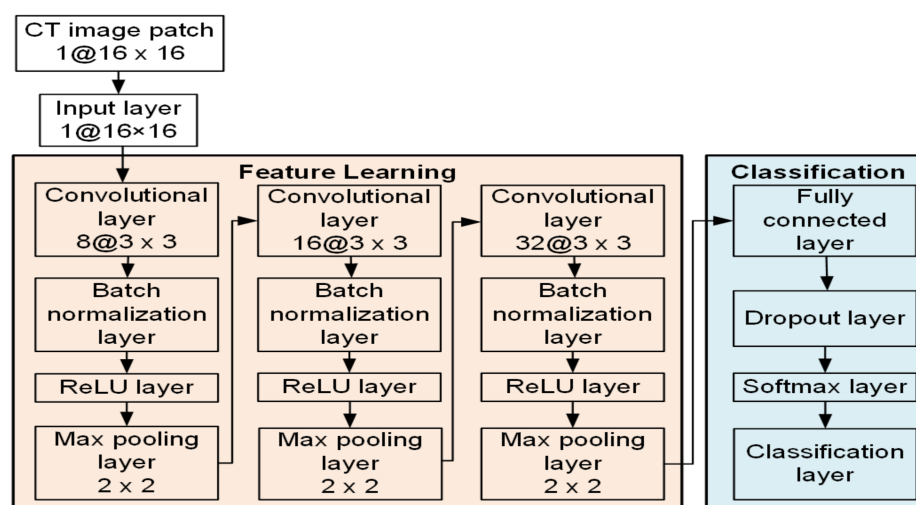 CT image patch
1@16 x 16
Input layer
1@16×16
Feature Learning
Convolutional
layer
8@3 x 3
Batch
normalization
layer
ReLU layer
Max pooling
layer
2 x 2
Convolutional
layer
16@3 x 3
Batch
normalization
layer
ReLU layer
Max pooling
layer
2 x 2
Convolutional
layer
32@3 x 3
Batch
normalization
layer
ReLU layer
Max pooling
layer
2 x 2
Classification
Fully
connected
layer
Dropout layer
Softmax layer
Classification
layer